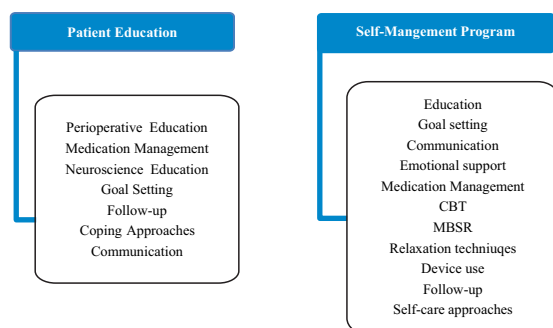 Patient Education
Perioperative Education
Medication Management
Neuroscience Education
Goal Setting
Follow-up
Coping Approaches
Communication
Self-Mangement Program
Education
Goal setting
Communication
Emotional support
Medication Management
CBT
MBSR
Relaxation techniuqes
Device use
Follow-up
Self-care approaches